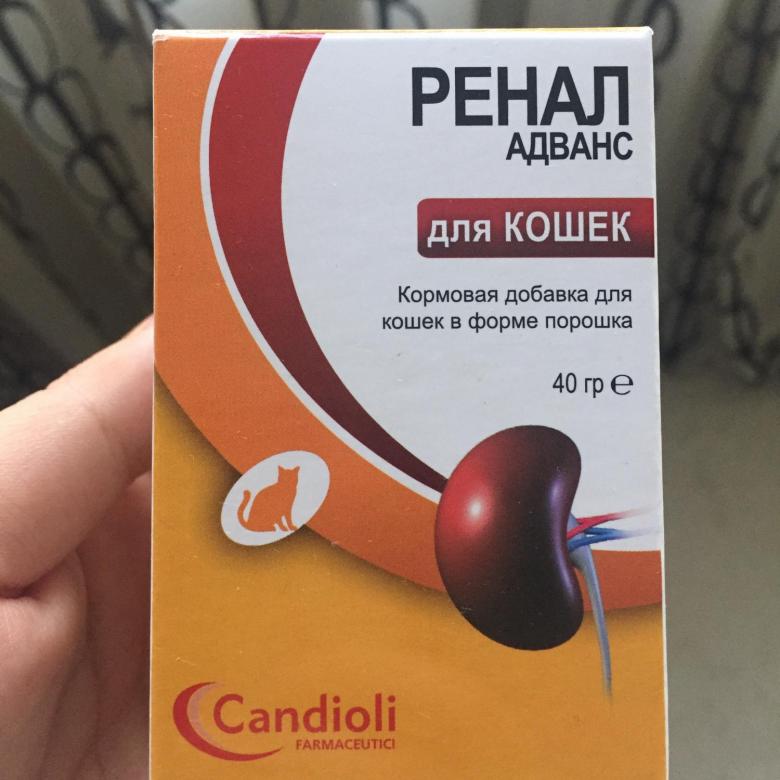 РЕНАЛ
АДВАНС
для КОШЕК
Кормовая добавка для
кошек в форме порошка
40 гр ℮
Candioli
FARMACEUTICI